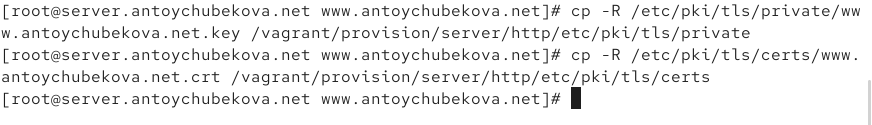 [root@server.antoychubekova.net www.antoychubekova.net]# cp -R /etc/pki/tls/private/ww
w.antoychubekova.net.key /vagrant/provision/server/http/etc/pki/tls/private
[root@server.antoychubekova.net www.antoychubekova.net]# cp -R /etc/pki/tls/certs/www.
antoychubekova.net.crt /vagrant/provision/server/http/etc/pki/tls/certs
[root@server.antoychubekova.net www.antoychubekova.net]#